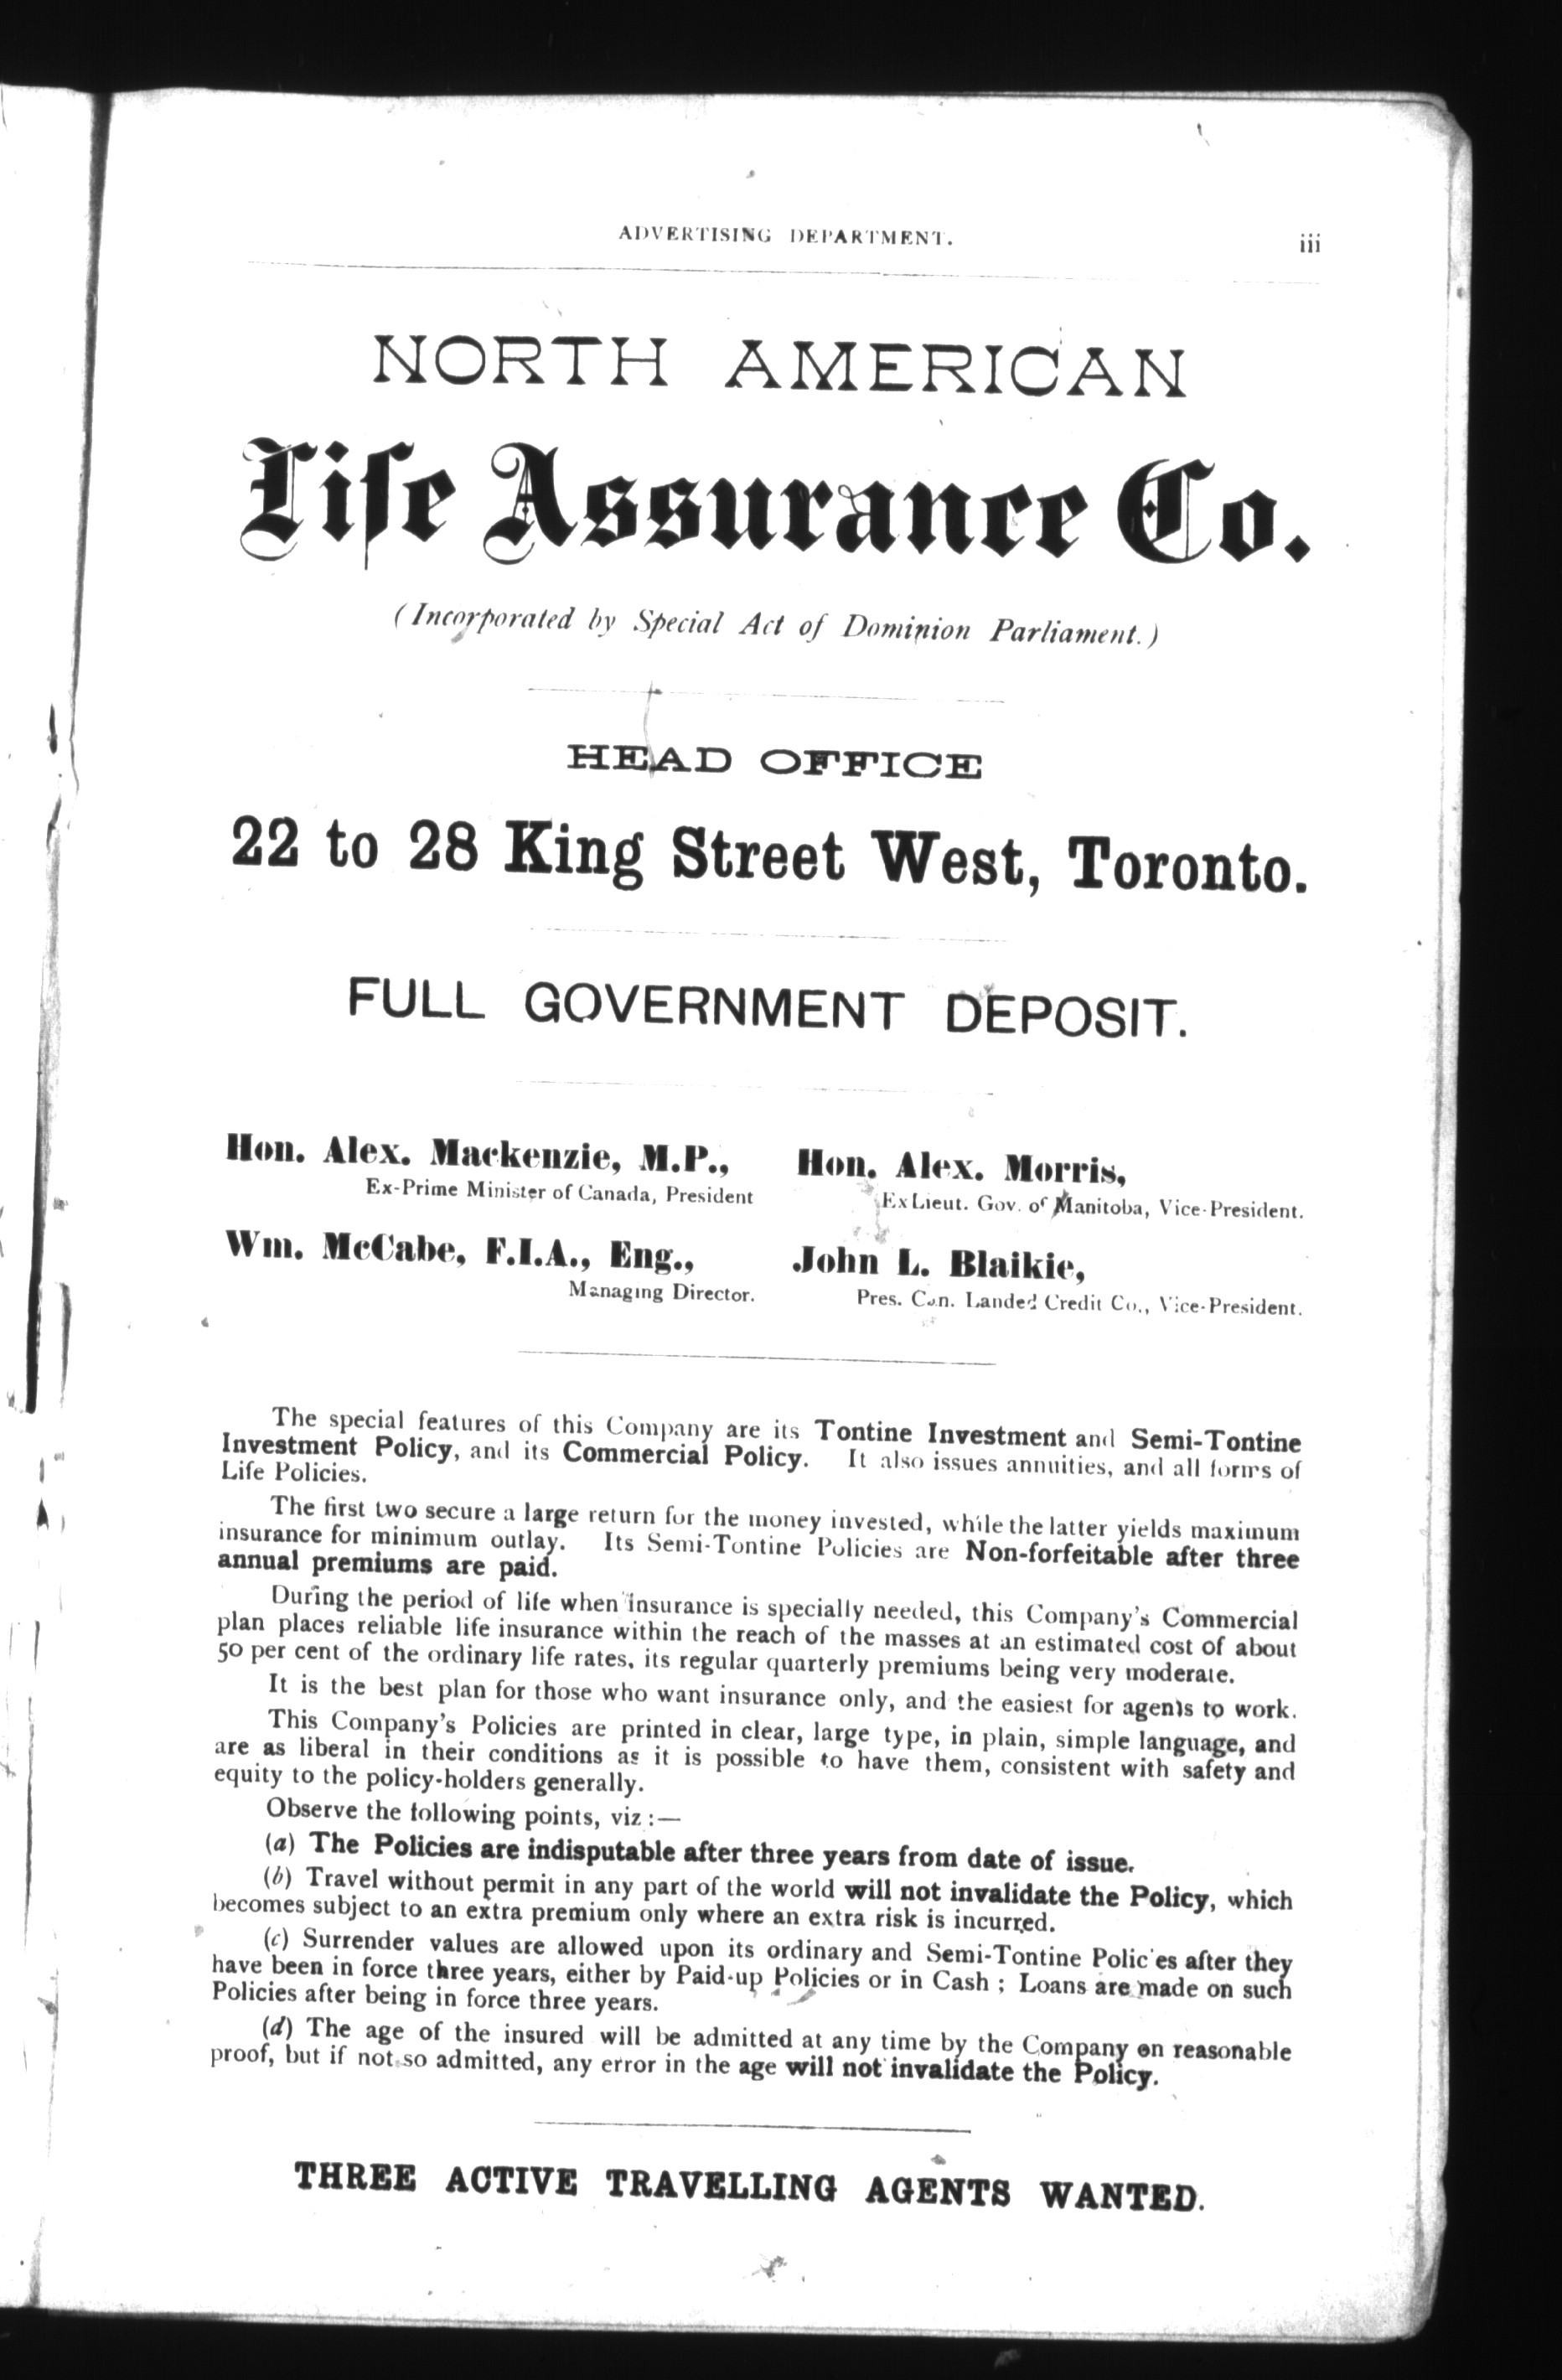 ADVERTISING DEPARTMENT. iii
NORTH AMERICAN
Life Assurance Co.
(Incorporated by Special Act of Dominion Parliament.)
HEAD OFFICE
22 to 28 King Street West, Toronto.
FULL GOVERNMENT DEPOSIT.
Hon. Alex. Mackenzie, M.P.,
Ex-Prime Minister of Canada, President
Hon. Alex. Morris,
Ex Lieut. Gov. of Manitoba, Vice-President.
Wm. McCabe, F.I.A., Eng.,
Managing Director.
John L. Blaikie,
Pres. Can. Landed Credit Co., Vice-President.
The special features of this Company are its Tontine Investment and Semi-Tontine
Investment Policy, and its Commercial Policy. It also issues annuities, and all forms of
Life Policies.
The first two secure a large return for the money invested, while the latter yields maximum
insurance for minimum outlay. Its Semi-Tontine Policies are Non-forfeitable after three
annual premiums are paid.
During the period of life when insurance is specially needed, this Company's Commercial
plan places reliable life insurance within the reach of the masses at an estimated cost of about
50 per cent of the ordinary life rates, its regular quarterly premiums being very moderate.
It is the best plan for those who want insurance only, and the easiest for agents to work.
This Company's Policies are printed in clear, large type, in plain, simple language, and
are as liberal in their conditions as it is possible to have them, consistent with safety and
equity to the policy-holders generally.
Observe the following points, viz :—
(a) The Policies are indisputable after three years from date of issue.
(b) Travel without permit in any part of the world will not invalidate the Policy, which
becomes subject to an extra premium only where an extra risk is incurred.
(c) Surrender values are allowed upon its ordinary and Semi-Tontine Policies after they
have been in force three years, either by Paid-up Policies or in Cash ; Loans are made on such
Policies after being in force three years.
(d) The age of the insured will be admitted at any time by the Company on reasonable
proof, but if not so admitted, any error in the age will not invalidate the Policy.
THREE ACTIVE TRAVELLING AGENTS WANTED.